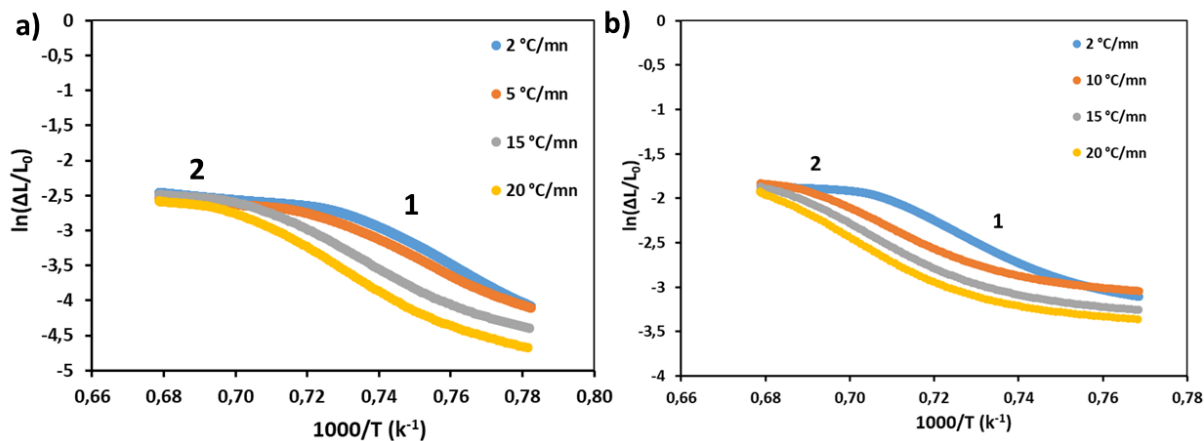 a)
0
-0,5
-1
-1,5
-2
-2,5
-3
-3,5
-4
-4,5
-5
ln(ΔL/L₀)
2 °C/mn
5 °C/mn
15 °C/mn
20 °C/mn
2
1
0,66 0,68 0,70 0,72 0,74 0,76 0,78 0,80
1000/T (k⁻¹)
b)
0
-0,5
-1
-1,5
-2
-2,5
-3
-3,5
-4
ln(ΔL/L₀)
2 °C/mn
10 °C/mn
15 °C/mn
20 °C/mn
2
1
0,66 0,68 0,70 0,72 0,74 0,76 0,78
1000/T (k⁻¹)